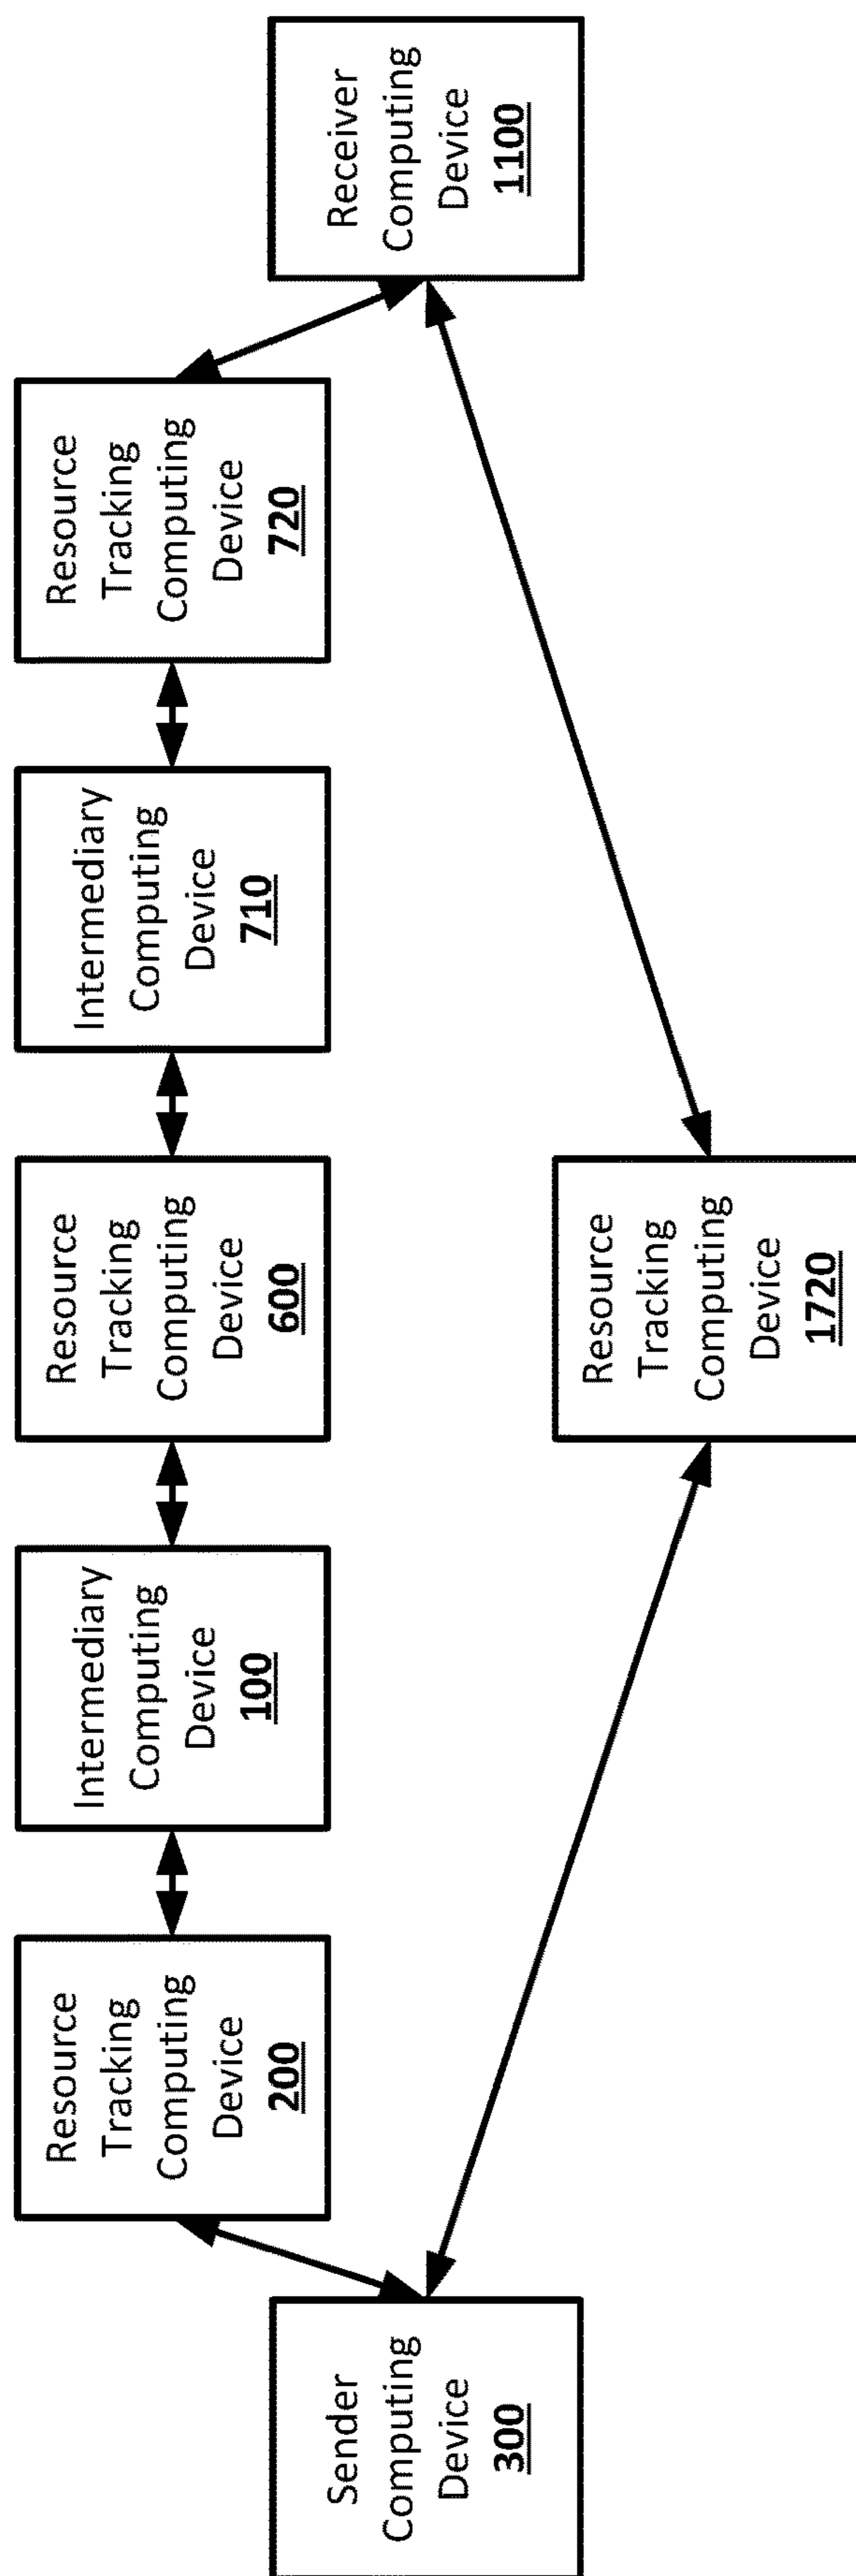 Sender
Computing
Device
300
Resource
Tracking
Computing
Device
200
Intermediary
Computing
Device
100
Resource
Tracking
Computing
Device
600
Intermediary
Computing
Device
710
Resource
Tracking
Computing
Device
720
Receiver
Computing
Device
1100
Resource
Tracking
Computing
Device
1720